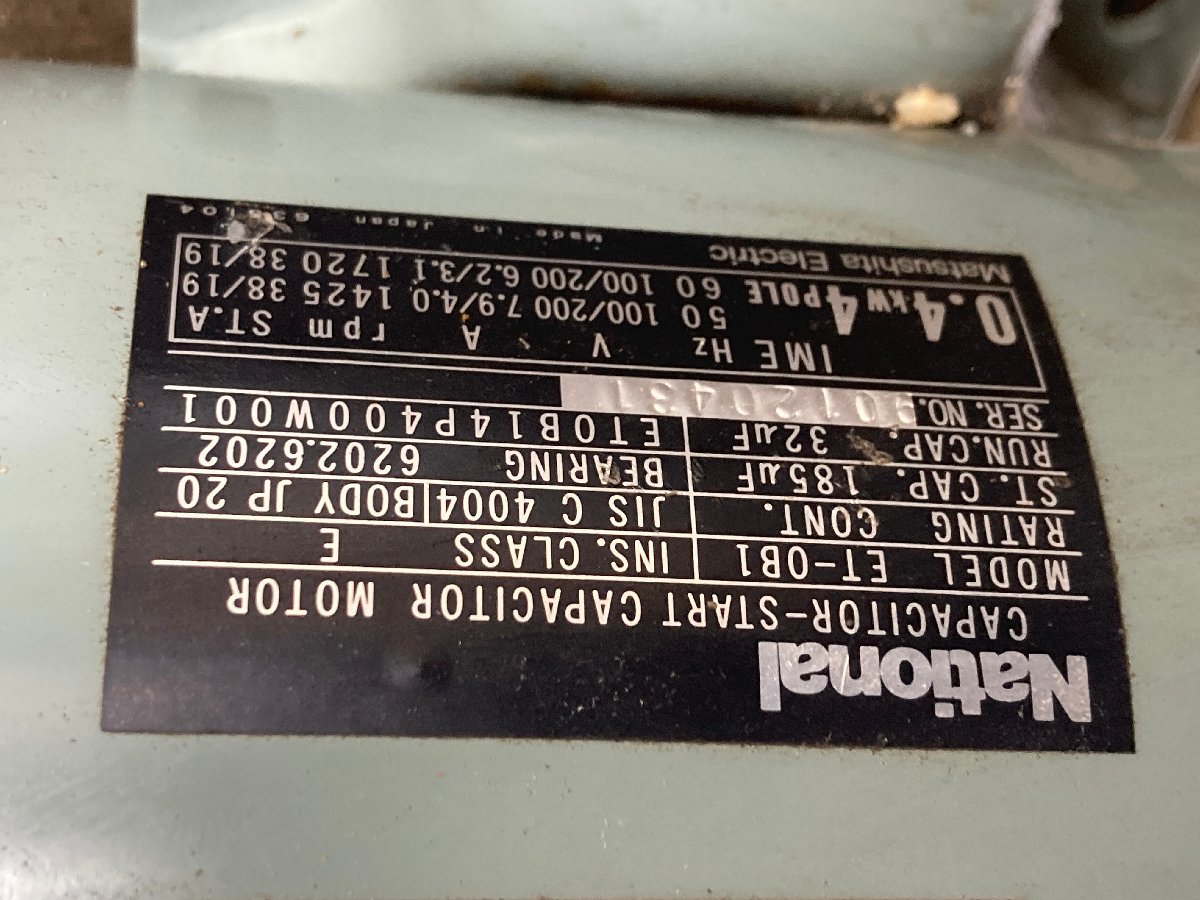 National
CAPACITOR-START CAPACITOR MOTOR
MODEL ET-OB1 INS. CLASS E
RATING CONT. JIS C 4004 BODY JP 20
ST. CAP. 185μF BEARING 6202.6202
RUN.CAP. 32μF ETOB14P400W001
SER. NO. 90120431
IME Hz V A rpm ST.A
0.4kW 4POLE 50 100/200 7.9/4.0 1425 38/19
60 100/200 6.2/3.1 1720 38/19
Matsushita Electric Made in Japan